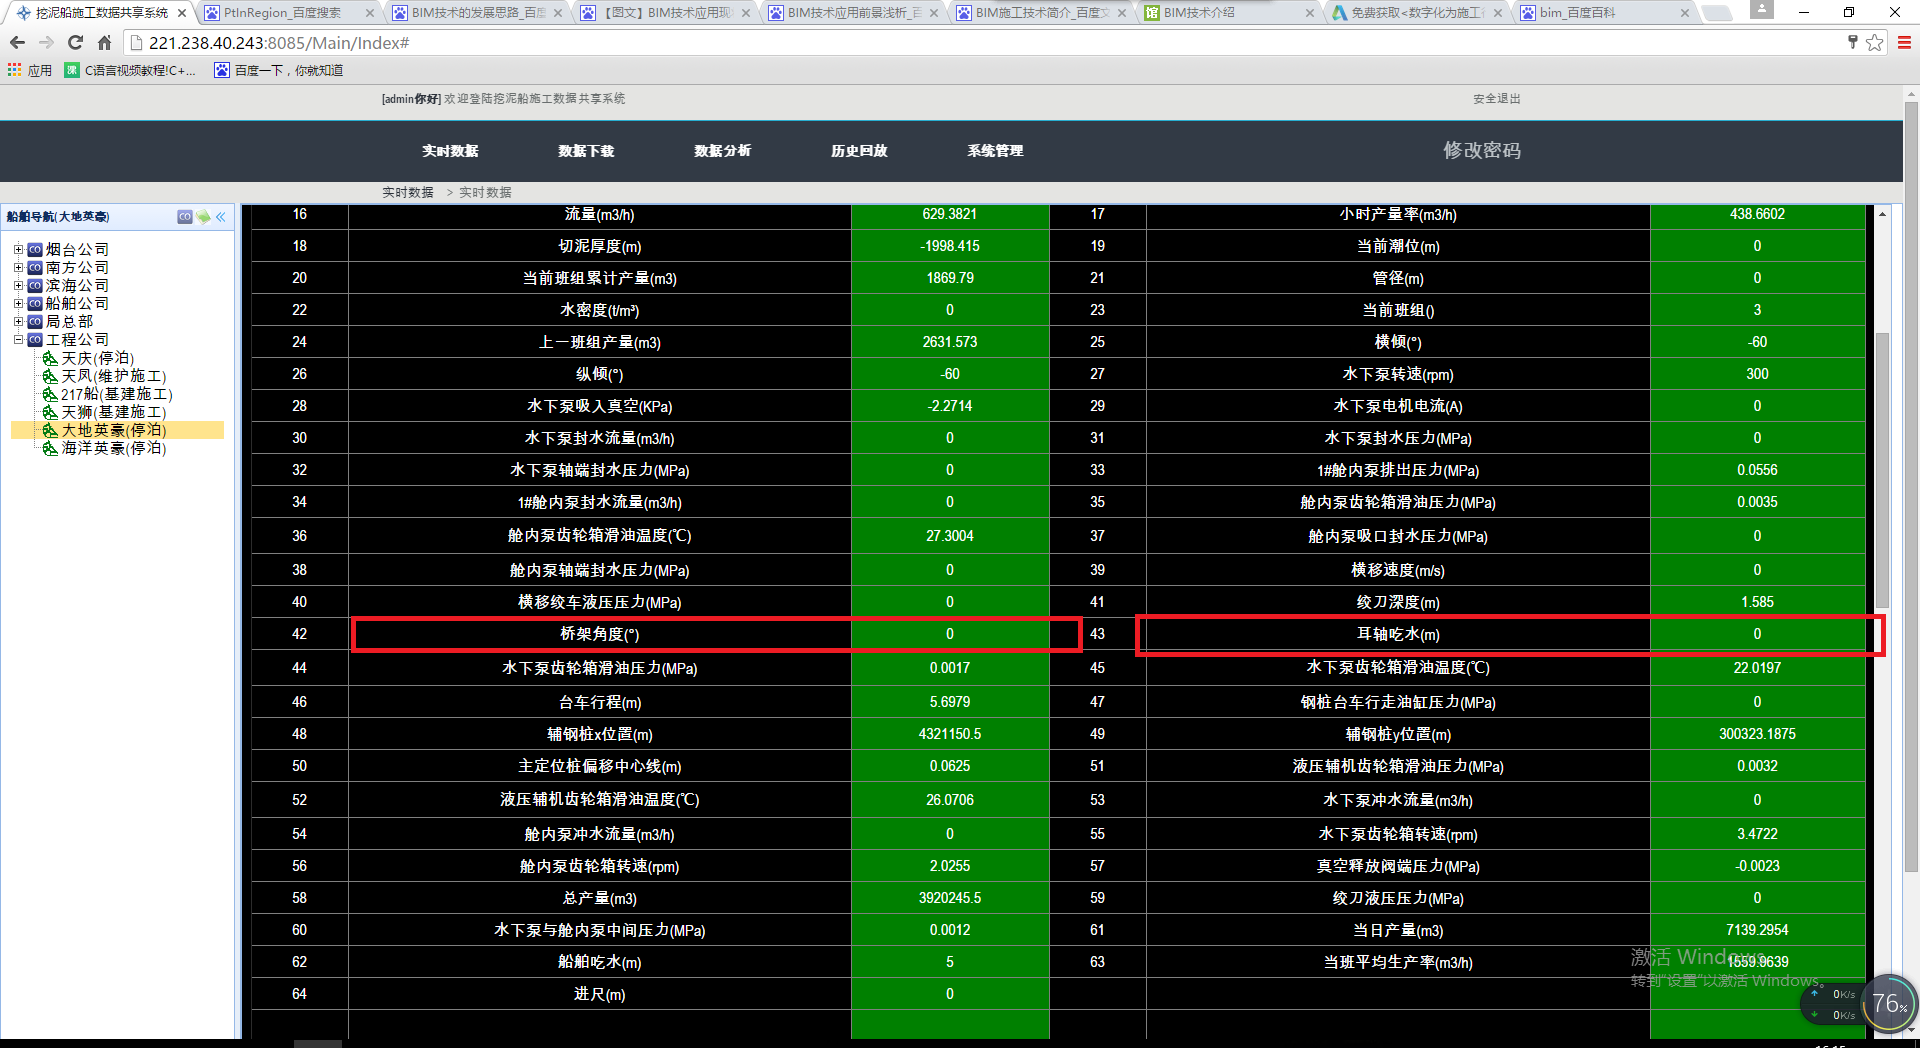 挖泥船施工数据共享系统
PtInRegion_百度搜索
BIM技术的发展思路_百度
【图文】BIM技术应用现
BIM技术应用前景浅析_百
BIM施工技术简介_百度文
BIM技术介绍
免费获取<数字化为施工行
bim_百度百科
221.238.40.243:8085/Main/Index#
应用 C语言视频教程!C+... 百度一下，你就知道
[admin你好] 欢迎登陆挖泥船施工数据共享系统 安全退出
实时数据 数据下载 数据分析 历史回放 系统管理 修改密码
实时数据 > 实时数据
船舶导航(大地英豪)
烟台公司
南方公司
滨海公司
船舶公司
局总部
工程公司
天庆(停泊)
天凤(维护施工)
217船(基建施工)
天狮(基建施工)
大地英豪(停泊)
海洋英豪(停泊)
16 流量(m3/h) 629.3821 17 小时产量率(m3/h) 438.6602
18 切泥厚度(m) -1998.415 19 当前潮位(m) 0
20 当前班组累计产量(m3) 1869.79 21 管径(m) 0
22 水密度(t/m³) 0 23 当前班组() 3
24 上一班组产量(m3) 2631.573 25 横倾(°) -60
26 纵倾(°) -60 27 水下泵转速(rpm) 300
28 水下泵吸入真空(KPa) -2.2714 29 水下泵电机电流(A) 0
30 水下泵封水流量(m3/h) 0 31 水下泵封水压力(MPa) 0
32 水下泵轴端封水压力(MPa) 0 33 1#舱内泵排出压力(MPa) 0.0556
34 1#舱内泵封水流量(m3/h) 0 35 舱内泵齿轮箱滑油压力(MPa) 0.0035
36 舱内泵齿轮箱滑油温度(℃) 27.3004 37 舱内泵吸口封水压力(MPa) 0
38 舱内泵轴端封水压力(MPa) 0 39 横移速度(m/s) 0
40 横移绞车液压压力(MPa) 0 41 绞刀深度(m) 1.585
42 桥架角度(°) 0 43 耳轴吃水(m) 0
44 水下泵齿轮箱滑油压力(MPa) 0.0017 45 水下泵齿轮箱滑油温度(℃) 22.0197
46 台车行程(m) 5.6979 47 钢桩台车行走油缸压力(MPa) 0
48 辅钢桩x位置(m) 4321150.5 49 辅钢桩y位置(m) 300323.1875
50 主定位桩偏移中心线(m) 0.0625 51 液压辅机齿轮箱滑油压力(MPa) 0.0032
52 液压辅机齿轮箱滑油温度(℃) 26.0706 53 水下泵冲水流量(m3/h) 0
54 舱内泵冲水流量(m3/h) 0 55 水下泵齿轮箱转速(rpm) 3.4722
56 舱内泵齿轮箱转速(rpm) 2.0255 57 真空释放阀端压力(MPa) -0.0023
58 总产量(m3) 3920245.5 59 绞刀液压压力(MPa) 0
60 水下泵与舱内泵中间压力(MPa) 0.0012 61 当日产量(m3) 7139.2954
62 船舶吃水(m) 5 63 当班平均生产率(m3/h) 1559.9639
64 进尺(m) 0
激活 Windows
转到"设置"以激活 Windows。
0K/s
0K/s
76%